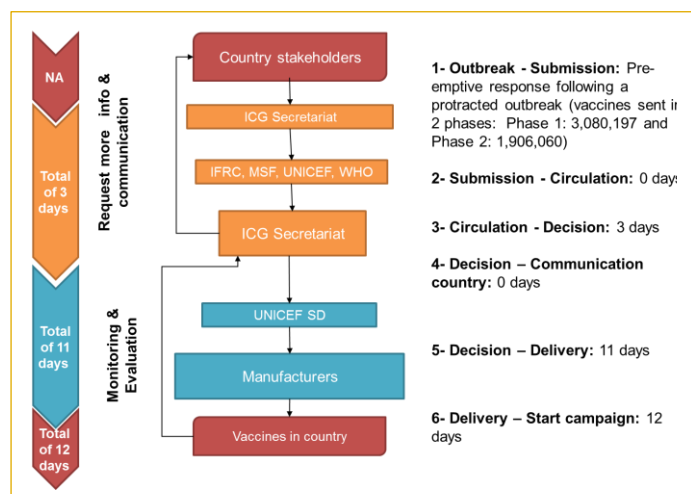 NA
Total
of 3
days
Total
of 11
days
Total
of 12
days
Request more info &
communication
Monitoring &
Evaluation
Country stakeholders
ICG Secretariat
IFRC, MSF, UNICEF, WHO
ICG Secretariat
UNICEF SD
Manufacturers
Vaccines in country
1- Outbreak - Submission: Pre-
emptive response following a
protracted outbreak (vaccines sent in
2 phases: Phase 1: 3,080,197 and
Phase 2: 1,906,060)
2- Submission - Circulation: 0 days
3- Circulation - Decision: 3 days
4- Decision – Communication
country: 0 days
5- Decision – Delivery: 11 days
6- Delivery – Start campaign: 12
days